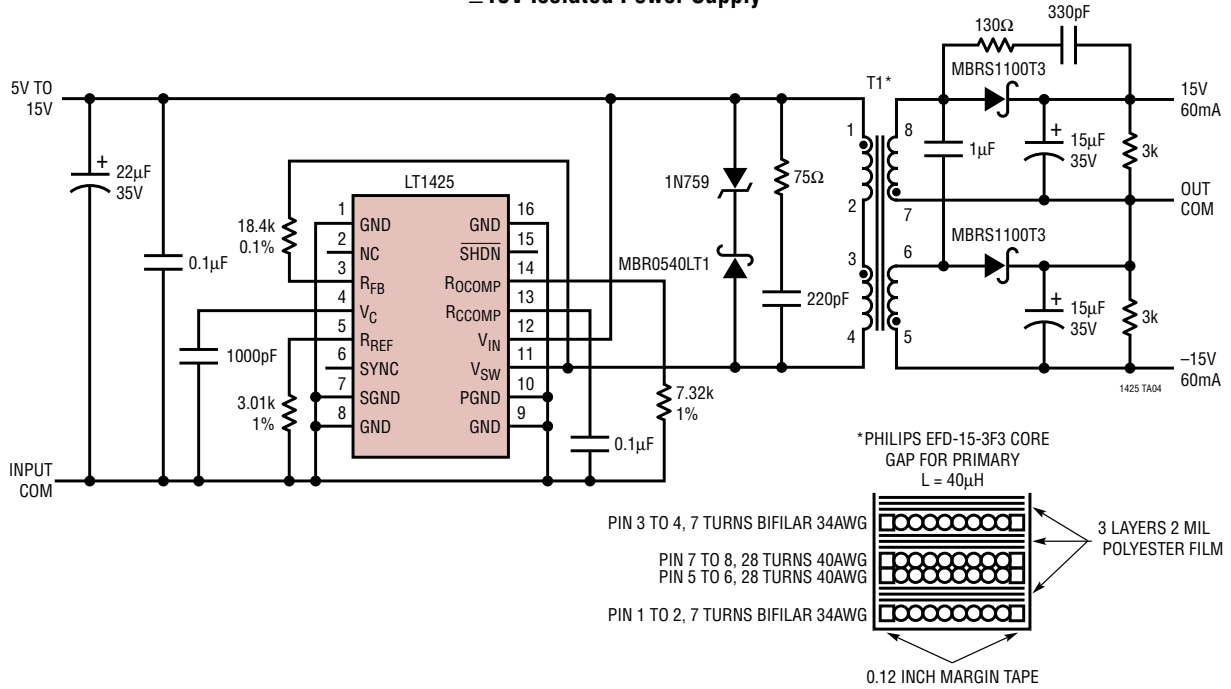 ±15V Isolated Power Supply
130Ω
330pF
MBRS1100T3
T1*
5V TO
15V
15V
60mA
1
8
+
22µF
35V
LT1425
1N759
75Ω
1µF
+
15µF
35V
3k
18.4k
0.1%
1
GND
GND
16
2
NC
SHDN
15
3
RFB
ROCOMP
14
4
VC
RCCOMP
13
5
RREF
VIN
12
6
SYNC
VSW
11
7
SGND
PGND
10
8
GND
GND
9
0.1µF
2
7
OUT
COM
MBRS1100T3
3
6
MBR0540LT1
220pF
+
15µF
35V
3k
4
5
1000pF
3.01k
1%
7.32k
1%
0.1µF
–15V
60mA
1425 TA04
INPUT
COM
*PHILIPS EFD-15-3F3 CORE
GAP FOR PRIMARY
L = 40µH
PIN 3 TO 4, 7 TURNS BIFILAR 34AWG
3 LAYERS 2 MIL
POLYESTER FILM
PIN 7 TO 8, 28 TURNS 40AWG
PIN 5 TO 6, 28 TURNS 40AWG
PIN 1 TO 2, 7 TURNS BIFILAR 34AWG
0.12 INCH MARGIN TAPE